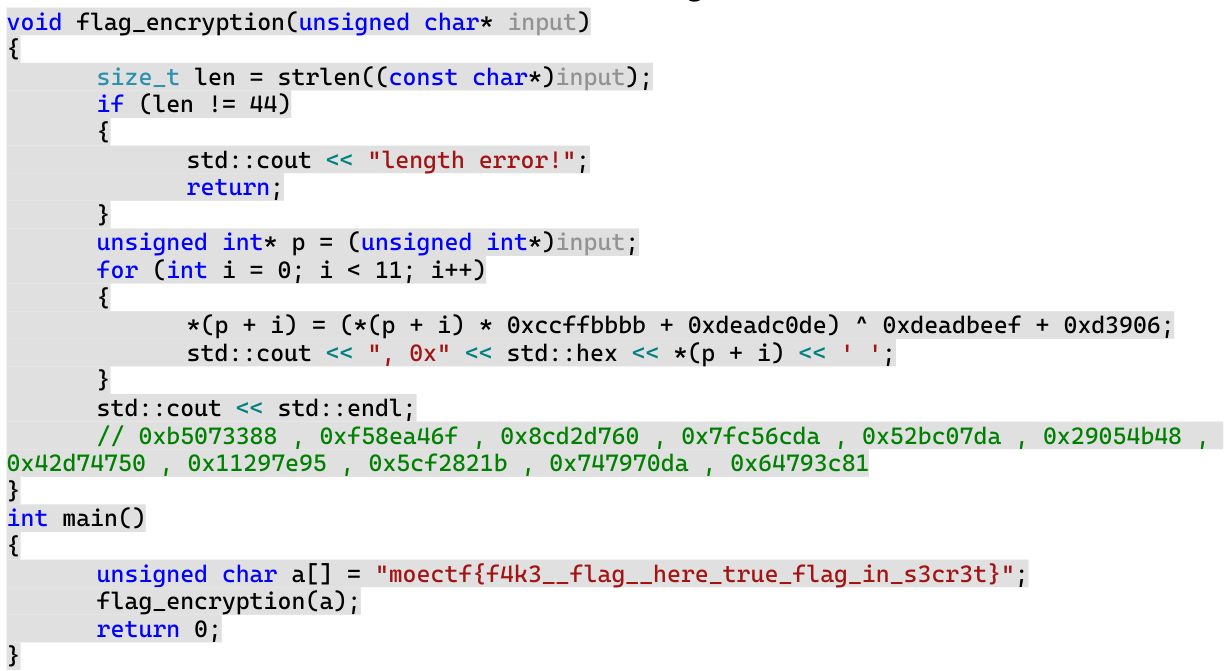 void flag_encryption(unsigned char* input)
{
size_t len = strlen((const char*)input);
if (len != 44)
{
std::cout << "length error!";
return;
}
unsigned int* p = (unsigned int*)input;
for (int i = 0; i < 11; i++)
{
*(p + i) = (*(p + i) * 0xccffbbbb + 0xdeadc0de) ^ 0xdeadbeef + 0xd3906;
std::cout << ", 0x" << std::hex << *(p + i) << ' ';
}
std::cout << std::endl;
// 0xb5073388 , 0xf58ea46f , 0x8cd2d760 , 0x7fc56cda , 0x52bc07da , 0x29054b48 ,
0x42d74750 , 0x11297e95 , 0x5cf2821b , 0x747970da , 0x64793c81
}
int main()
{
unsigned char a[] = "moectf{f4k3__flag__here_true_flag_in_s3cr3t}";
flag_encryption(a);
return 0;
}